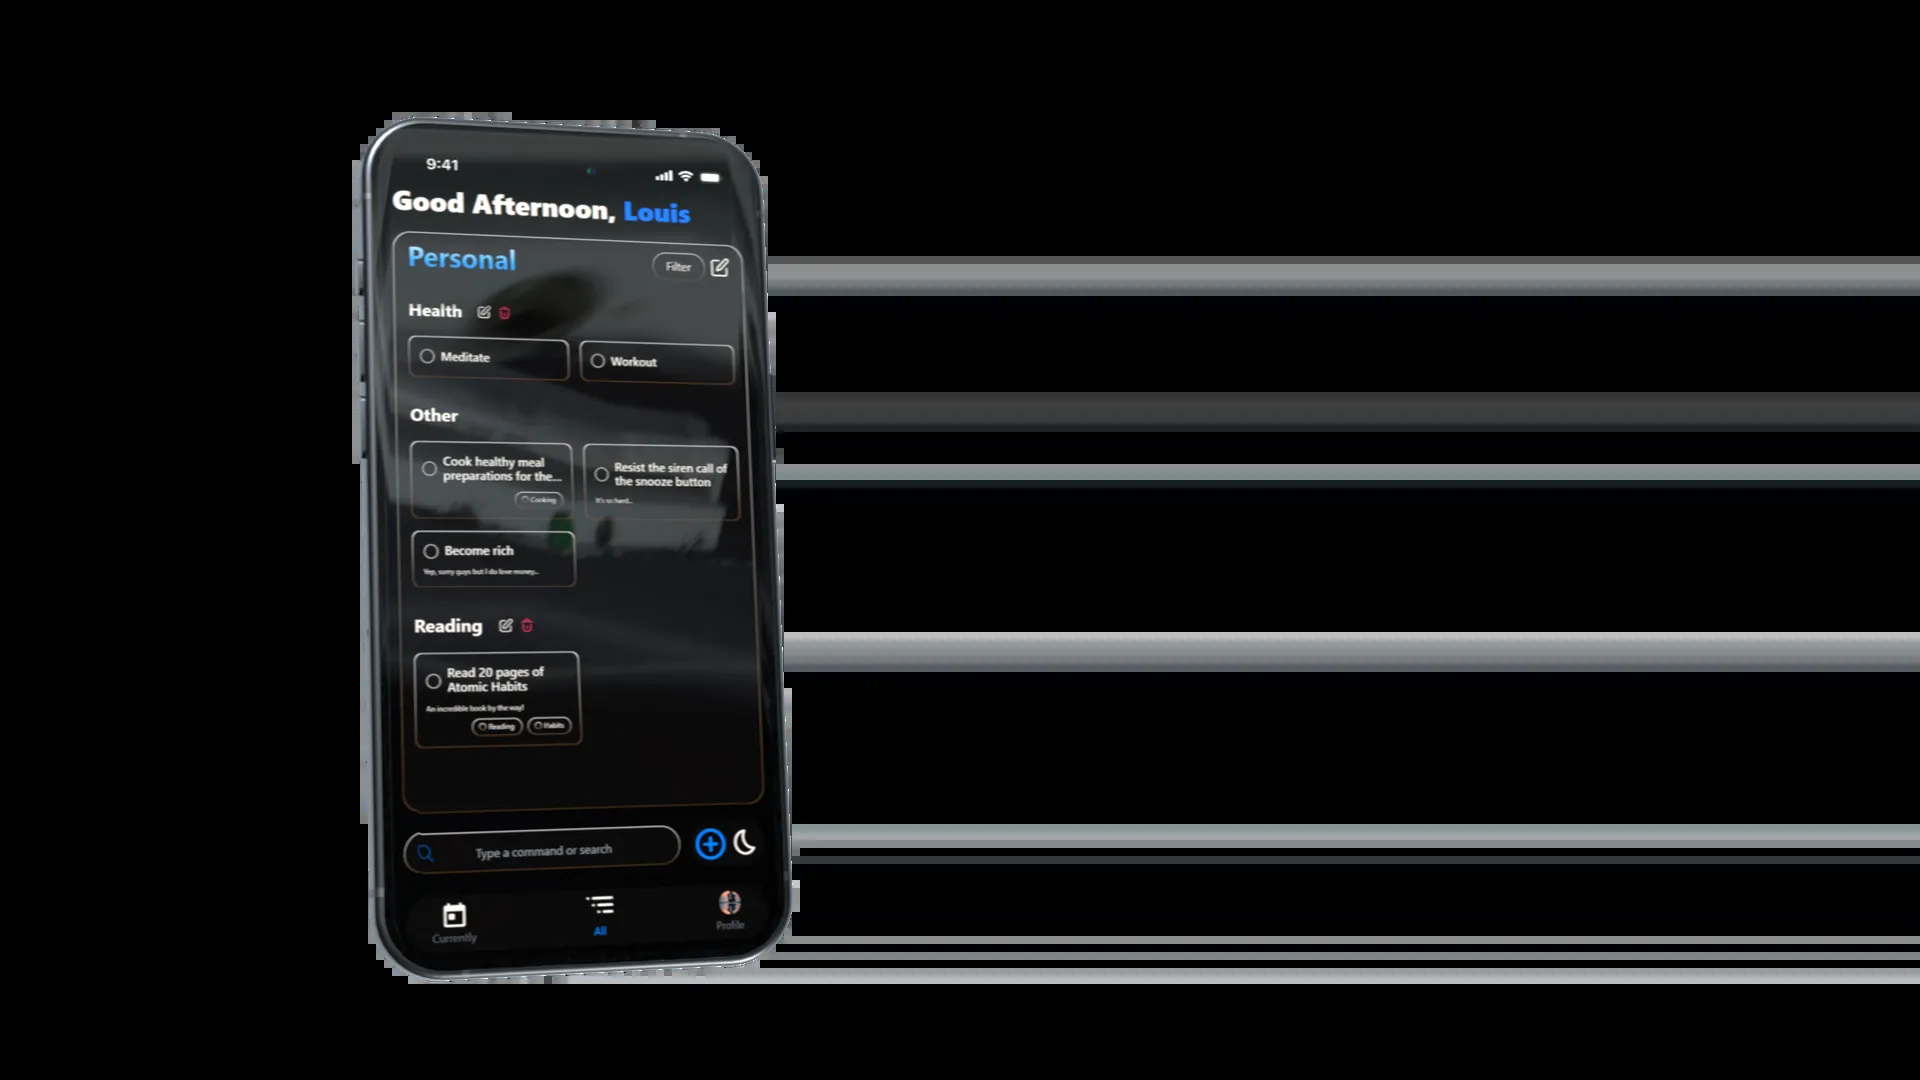 9:41
Good Afternoon, Louis
Personal
Filter
Health
Meditate
Workout
Other
Cook healthy meal
preparations for the...
Cooking
Resist the siren call of
the snooze button
It's so hard...
Become rich
Yep, sorry guys but I do love money...
Reading
Read 20 pages of
Atomic Habits
An incredible book by the way!
Reading
Habits
Type a command or search
Currently
All
Profile